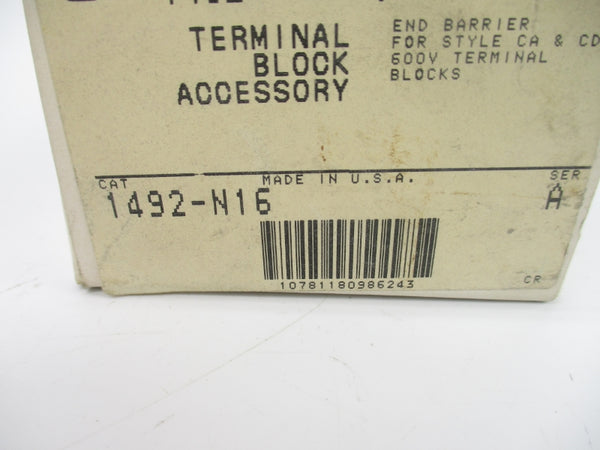 TERMINAL
BLOCK
ACCESSORY
END BARRIER
FOR STYLE CA & CD
600V TERMINAL
BLOCKS
CAT MADE IN U.S.A. SER
1492-N16 A
10781180986243
CR